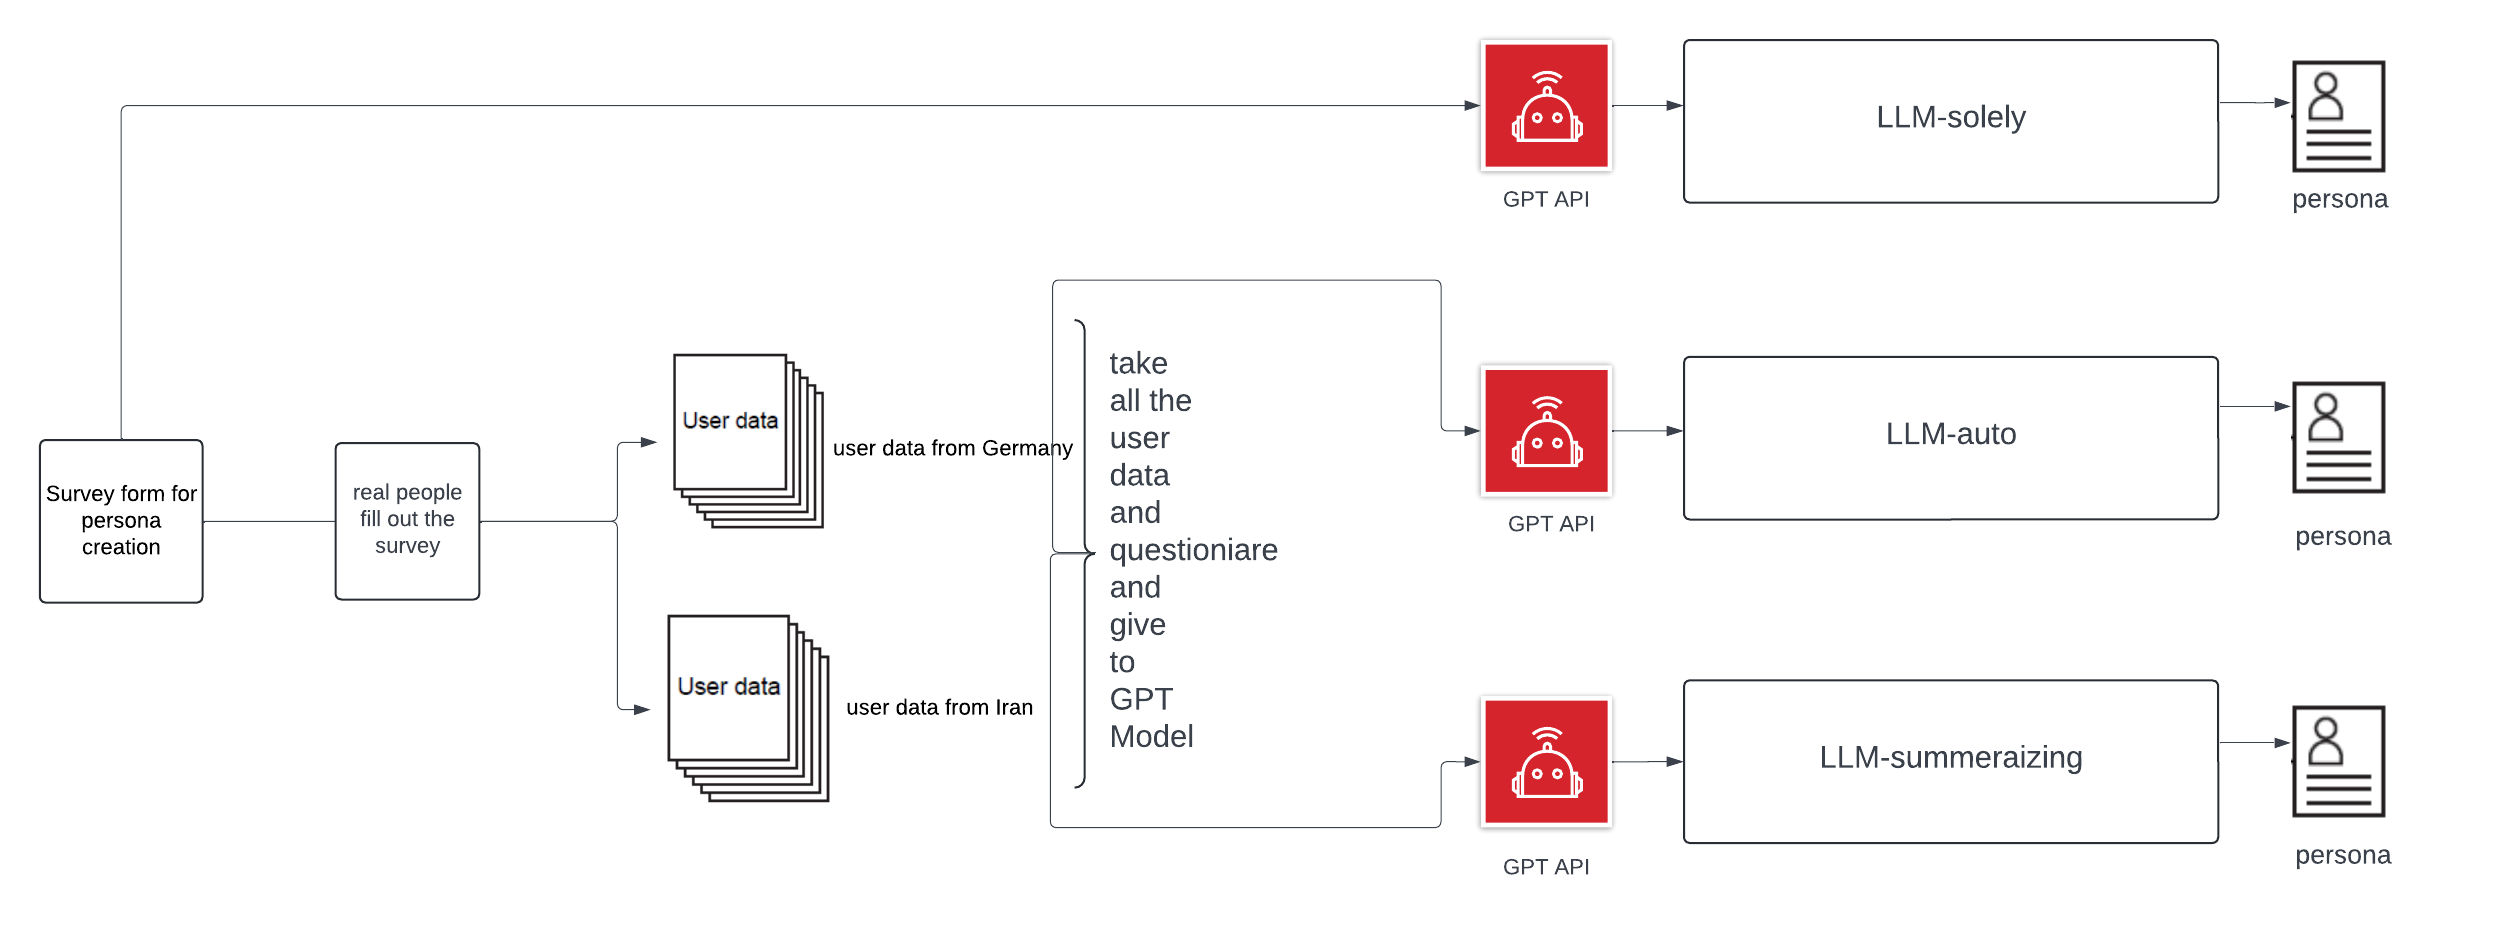 LLM-solely
GPT API
persona
Survey form for
persona
creation
real people
fill out the
survey
User data
user data from Germany
User data
user data from Iran
take
all the
user
data
and
questioniare
and
give
to
GPT
Model
LLM-auto
GPT API
persona
LLM-summeraizing
GPT API
persona